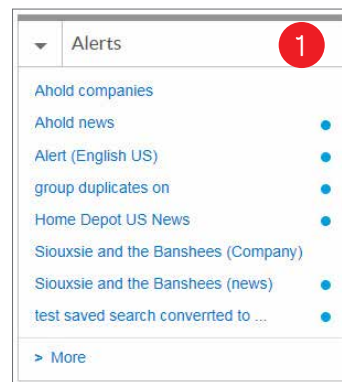 Alerts
1
Ahold companies
Ahold news
Alert (English US)
group duplicates on
Home Depot US News
Siouxsie and the Banshees (Company)
Siouxsie and the Banshees (news)
test saved search converrted to ...
> More